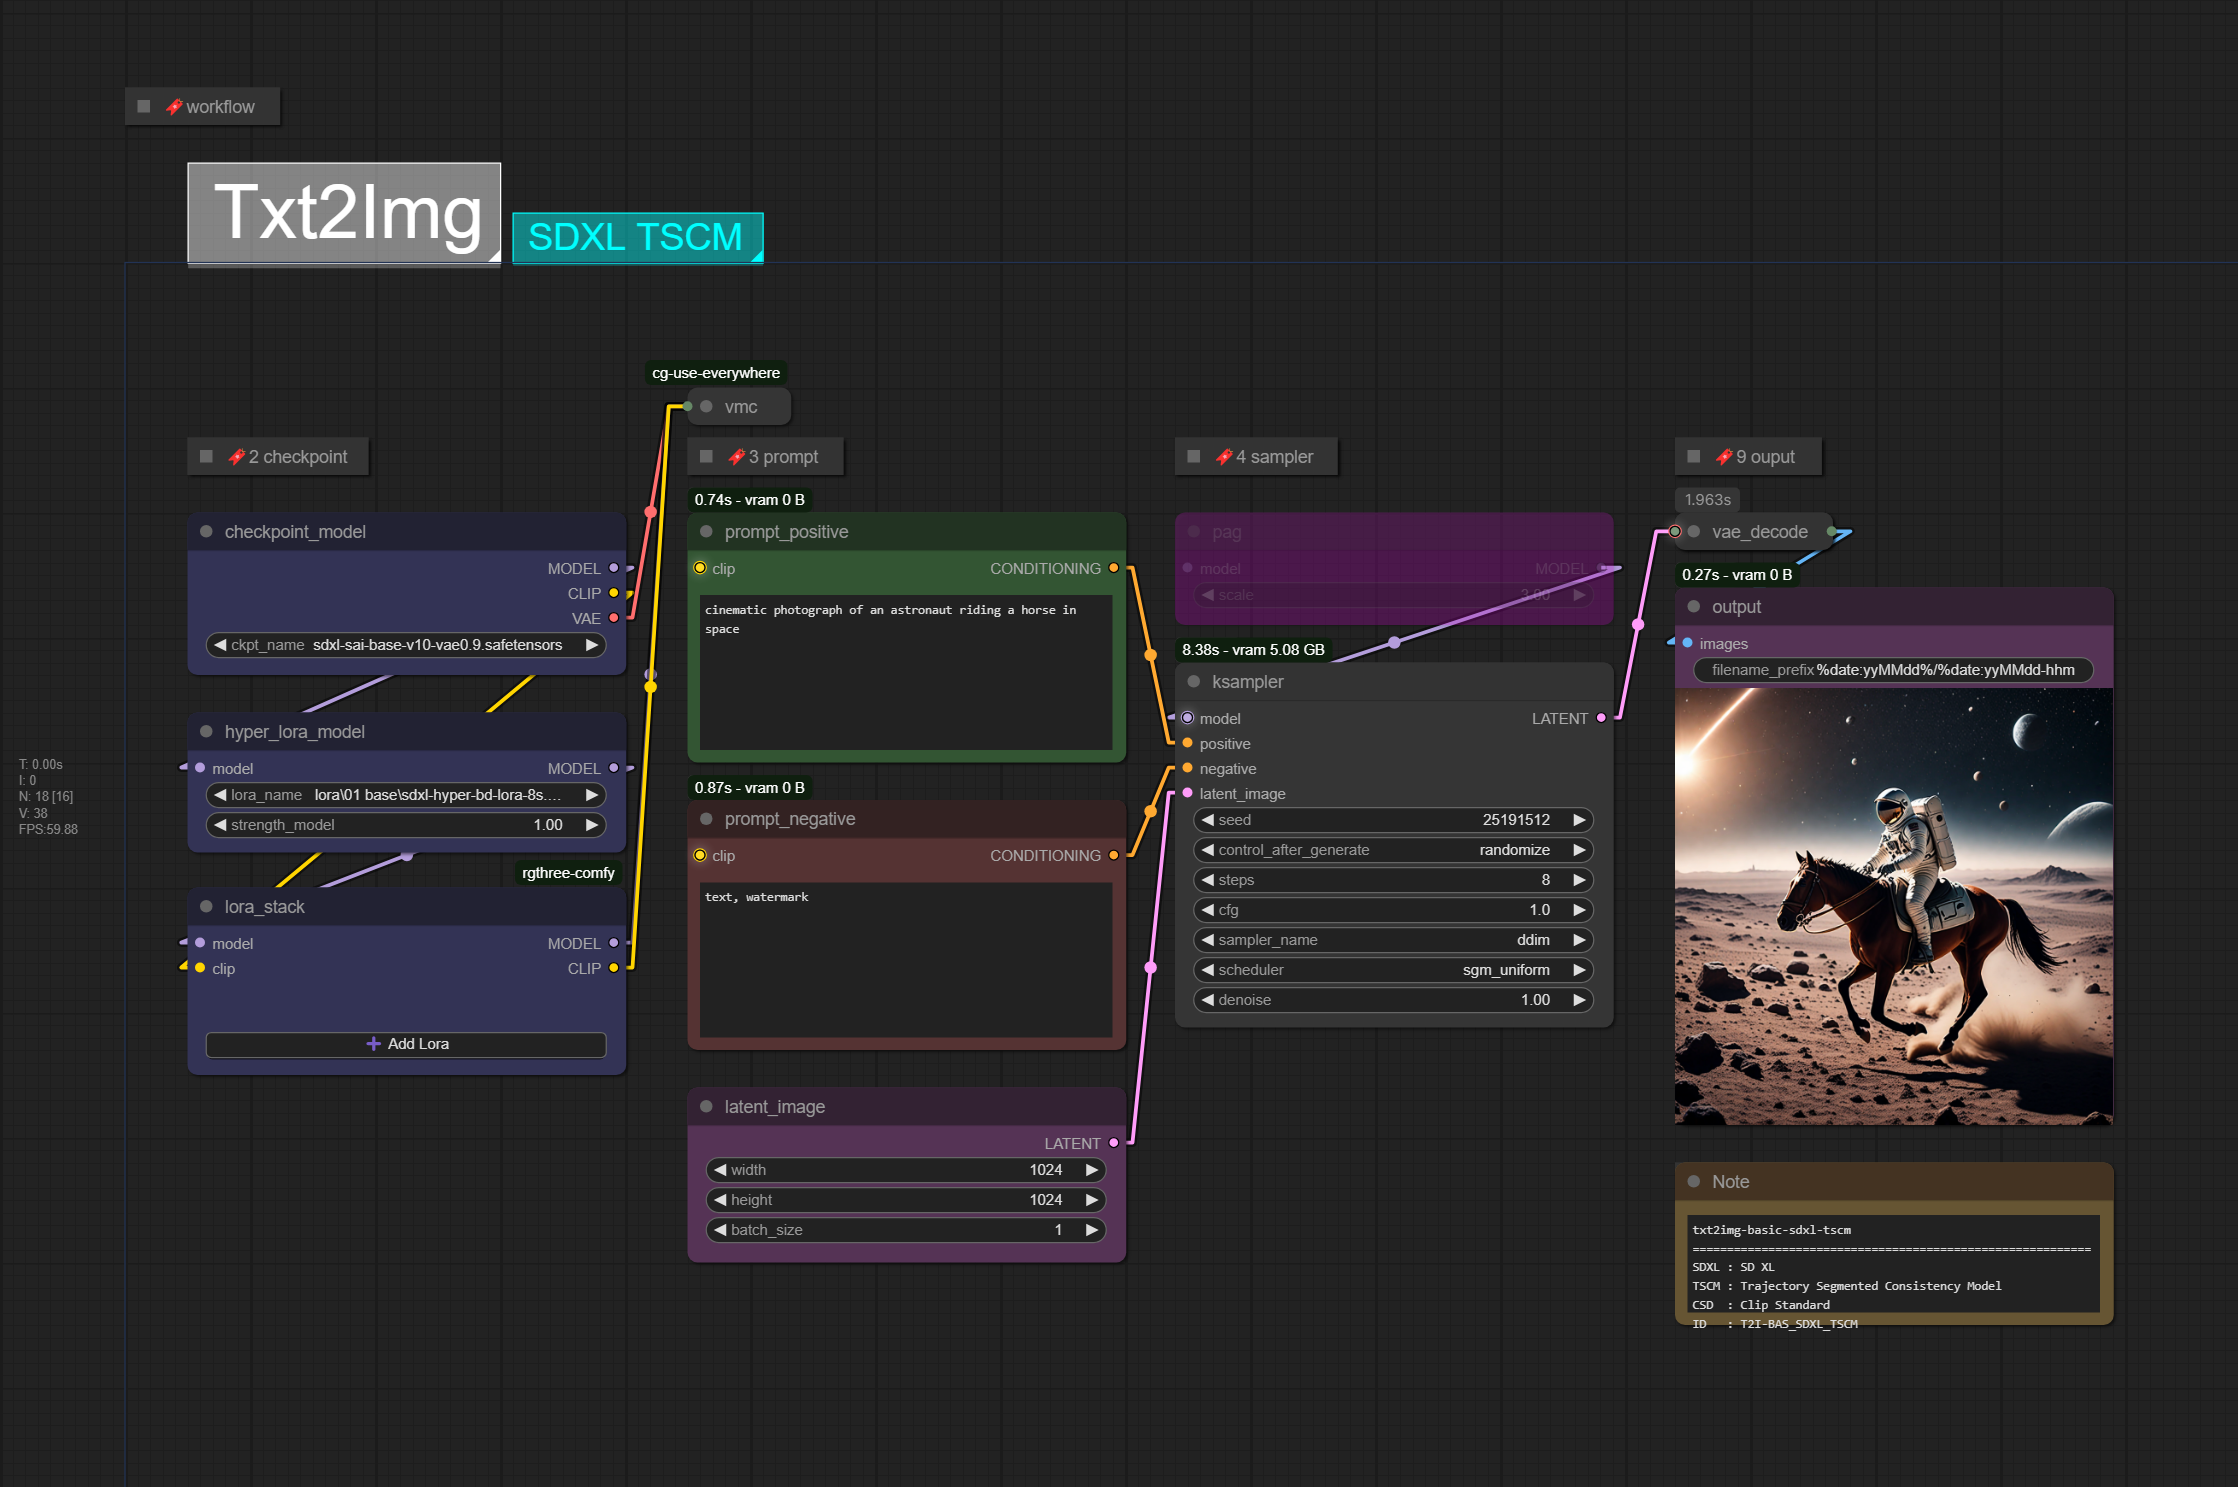 workflow
Txt2Img
SDXL TSCM
cg-use-everywhere
vmc
2 checkpoint
checkpoint_model
MODEL
CLIP
VAE
ckpt_name sdxl-sai-base-v10-vae0.9.safetensors
hyper_lora_model
model MODEL
lora_name lora\01 base\sdxl-hyper-bd-lora-8s....
strength_model 1.00
rgthree-comfy
lora_stack
model MODEL
clip CLIP
Add Lora
T: 0.00s
I: 0
N: 18 [16]
V: 38
FPS:59.88
3 prompt
0.74s - vram 0 B
prompt_positive
clip CONDITIONING
cinematic photograph of an astronaut riding a horse in
space
0.87s - vram 0 B
prompt_negative
clip CONDITIONING
text, watermark
latent_image
LATENT
width 1024
height 1024
batch_size 1
4 sampler
pag
model MODEL
scale 3.00
8.38s - vram 5.08 GB
ksampler
model LATENT
positive
negative
latent_image
seed 25191512
control_after_generate randomize
steps 8
cfg 1.0
sampler_name ddim
scheduler sgm_uniform
denoise 1.00
9 ouput
1.963s
vae_decode
0.27s - vram 0 B
output
images
filename_prefix %date:yyMMdd%/%date:yyMMdd-hhm
Note
txt2img-basic-sdxl-tscm
==========================================================
SDXL : SD XL
TSCM : Trajectory Segmented Consistency Model
CSD : Clip Standard
ID : T2I-BAS_SDXL_TSCM